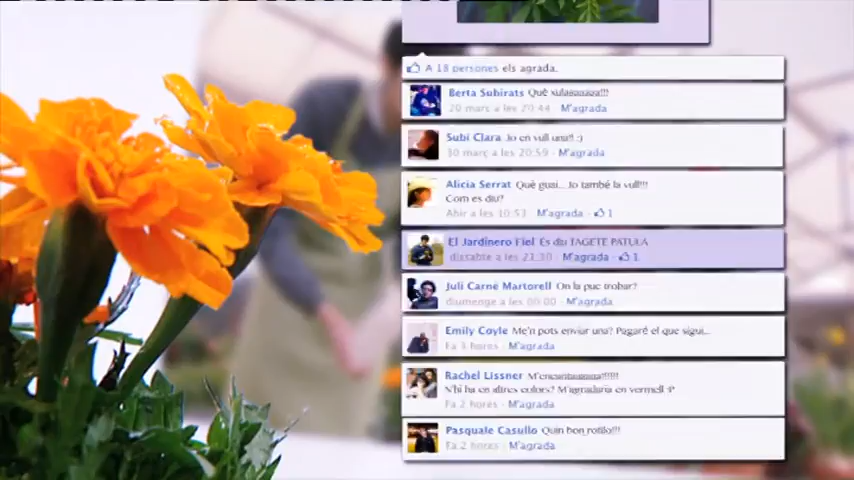 A 18 persones els agrada.
Berta Subirats Què xulaaaaaaa!!!
20 març a les 20:44 · M'agrada
Subi Clara Jo en vull una!! :)
30 març a les 20:59 · M'agrada
Alicia Serrat Què guai... Jo també la vull!!!
Com es diu?
Ahir a les 10:53 M'agrada · 1
El Jardinero Fiel És diu TAGETE PATULA
dissabte a les 21:30 · M'agrada · 1
Juli Carné Martorell On la puc trobar?
diumenge a les 00:00 · M'agrada
Emily Coyle Me'n pots enviar una? Pagaré el que sigui...
Fa 3 hores · M'agrada
Rachel Lissner M'encantaaaaaa!!!!!!
N'hi ha en altres colors? M'agradaria en vermell :P
Fa 2 hores · M'agrada
Pasquale Casullo Quin bon rotllo!!!
Fa 2 hores · M'agrada